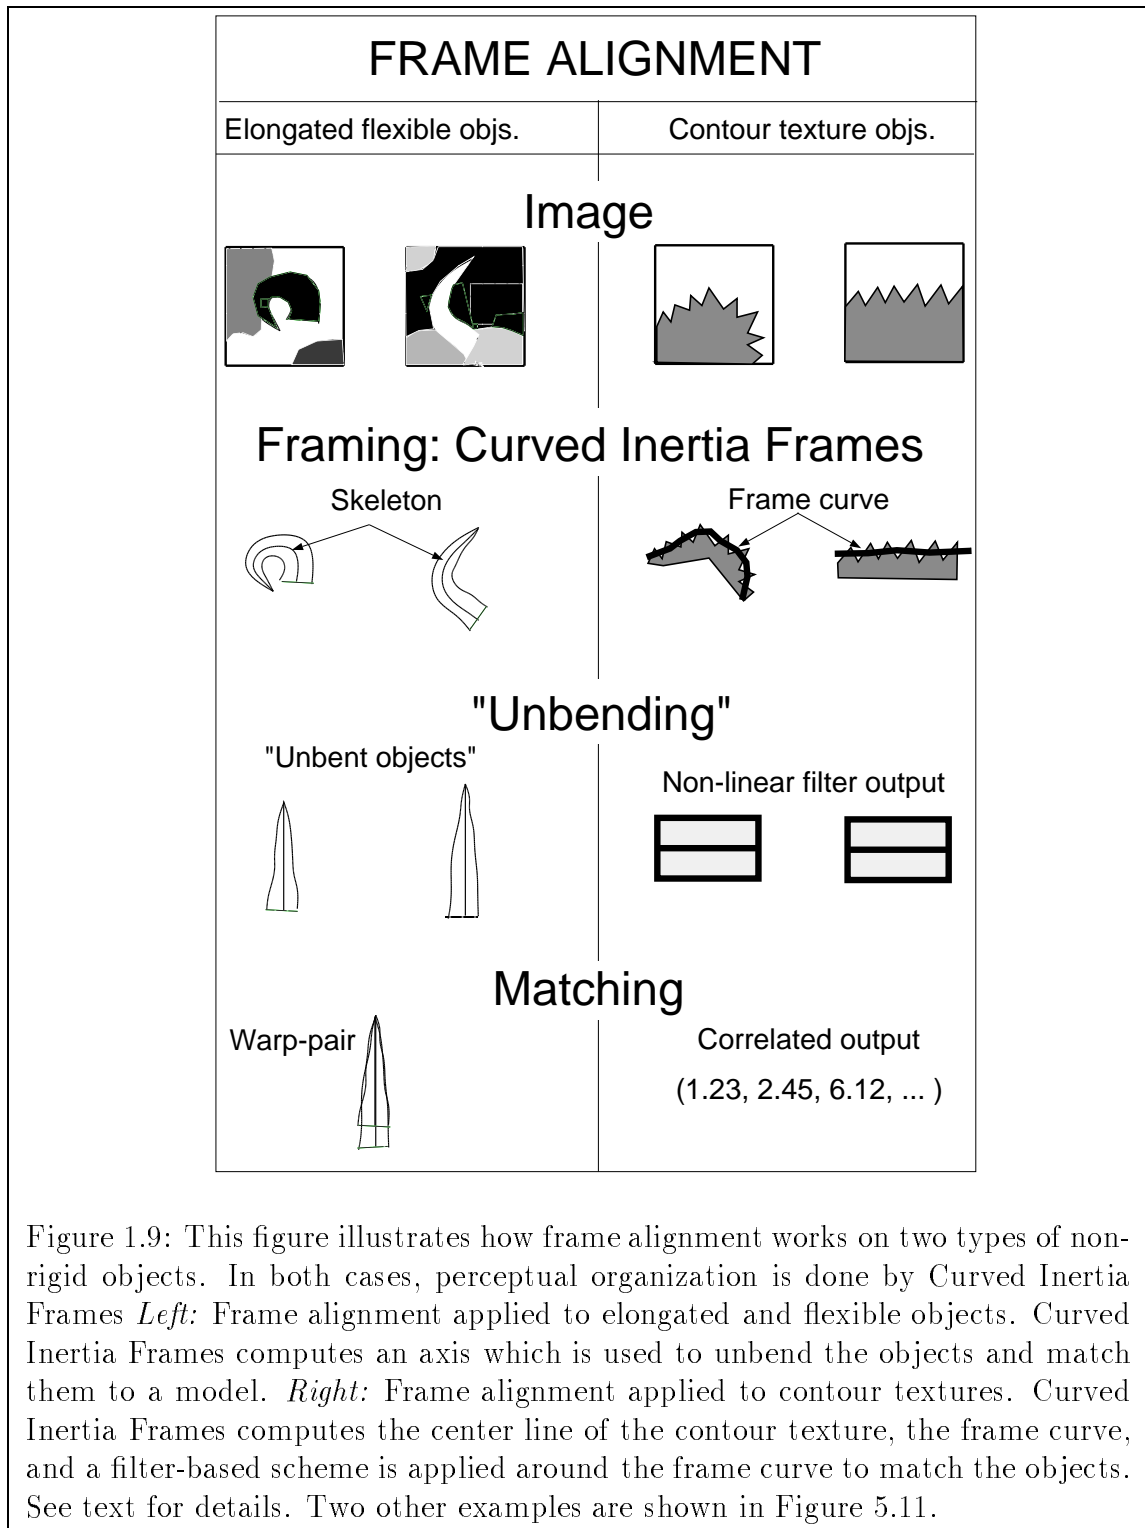 FRAME ALIGNMENT
Elongated flexible objs.
Contour texture objs.
Image
Framing: Curved Inertia Frames
Skeleton
Frame curve
"Unbending"
"Unbent objects"
Non-linear filter output
Matching
Warp-pair
Correlated output
(1.23, 2.45, 6.12, ... )
Figure 1.9: This figure illustrates how frame alignment works on two types of non-
rigid objects. In both cases, perceptual organization is done by Curved Inertia
Frames Left: Frame alignment applied to elongated and flexible objects. Curved
Inertia Frames computes an axis which is used to unbend the objects and match
them to a model. Right: Frame alignment applied to contour textures. Curved
Inertia Frames computes the center line of the contour texture, the frame curve,
and a filter-based scheme is applied around the frame curve to match the objects.
See text for details. Two other examples are shown in Figure 5.11.